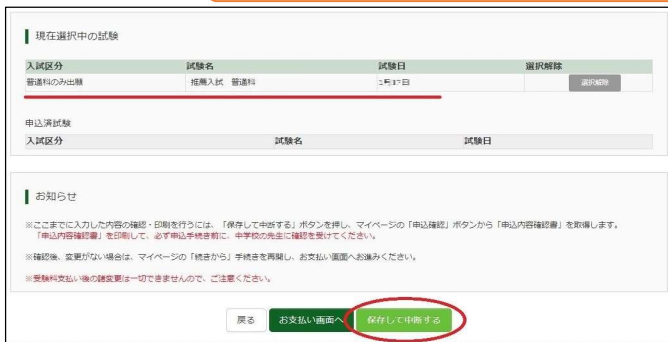 現在選択中の試験
入試区分 試験名 試験日 選択解除
普通科のみ出願 推薦入試 普通科 選択解除
申込済試験
入試区分 試験名 試験日
お知らせ
※ここまでに入力した内容の確認・印刷を行うには、「保存して中断する」ボタンを押し、マイページの「申込確認」ボタンから「申込内容確認書」を取得します。
「申込内容確認書」を印刷して、必ず申込手続き前に、中学校の先生に確認を受けてください。
※確認後、変更がない場合は、マイページの「続きから」手続きを再開し、お支払い画面へお進みください。
※受験料支払い後の諸変更は一切できませんので、ご注意ください。
戻る お支払い画面へ 保存して中断する